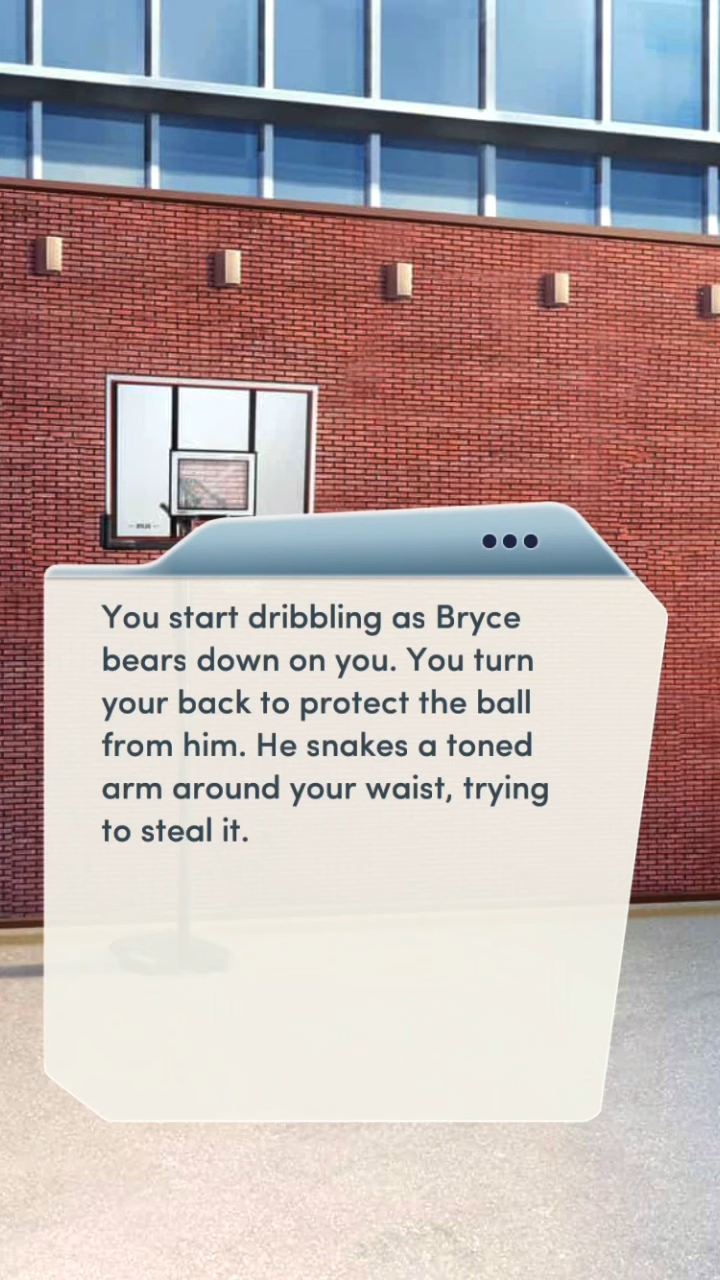 You start dribbling as Bryce
bears down on you. You turn
your back to protect the ball
from him. He snakes a toned
arm around your waist, trying
to steal it.